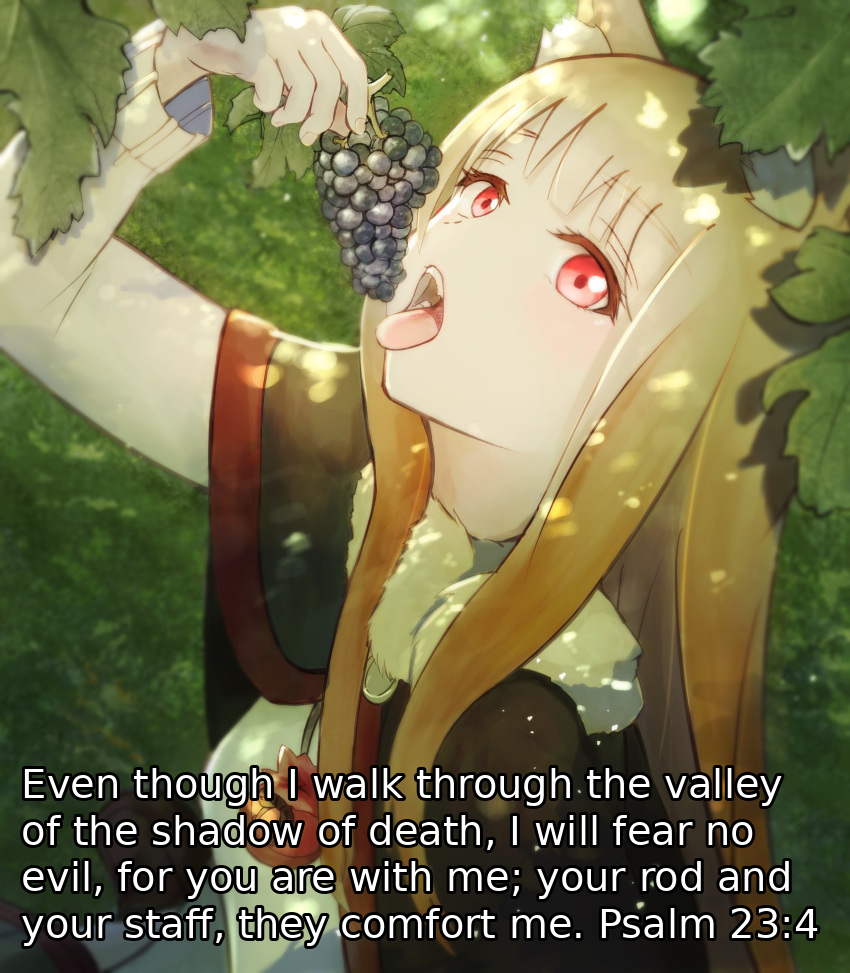 Even though I walk through the valley
of the shadow of death, I will fear no
evil, for you are with me; your rod and
your staff, they comfort me. Psalm 23:4